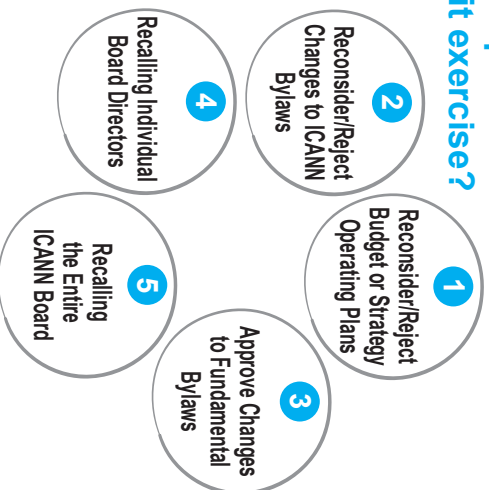 it exercise?
1
Reconsider/Reject
Budget or Strategy
Operating Plans
2
Reconsider/Reject
Changes to ICANN
Bylaws
3
Approve Changes
to Fundamental
Bylaws
4
Recalling Individual
Board Directors
5
Recalling
the Entire
ICANN Board